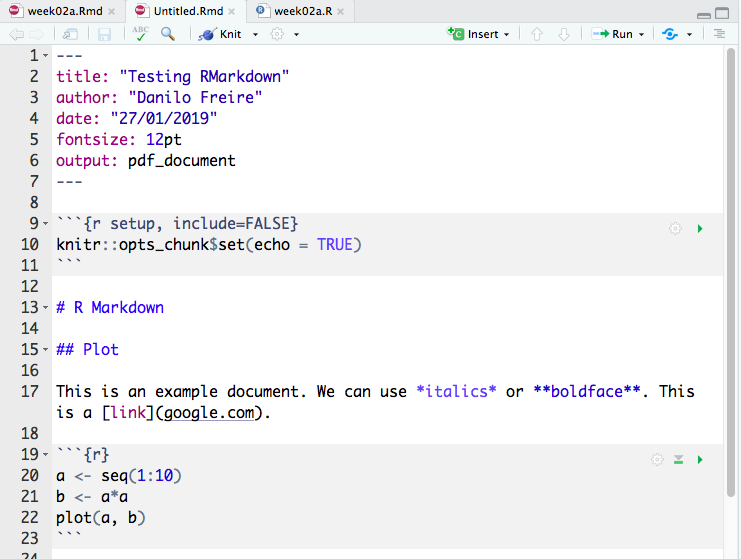 week02a.Rmd × Untitled.Rmd × week02a.R ×
ABC Knit Insert Run
1 ---
2 title: "Testing RMarkdown"
3 author: "Danilo Freire"
4 date: "27/01/2019"
5 fontsize: 12pt
6 output: pdf_document
7 ---
8
9 ```{r setup, include=FALSE}
10 knitr::opts_chunk$set(echo = TRUE)
11 ```
12
13 # R Markdown
14
15 ## Plot
16
17 This is an example document. We can use *italics* or **boldface**. This
is a [link](google.com).
18
19 ```{r}
20 a <- seq(1:10)
21 b <- a*a
22 plot(a, b)
23 ```
24